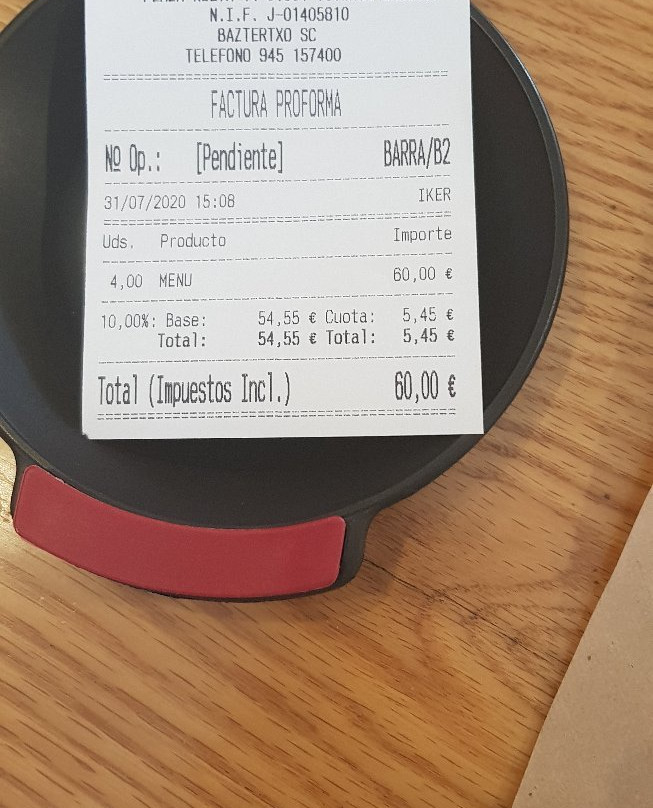 N.I.F. J-01405810
BAZTERTXO SC
TELEFONO 945 157400
FACTURA PROFORMA
Nº Op.: [Pendiente] BARRA/B2
31/07/2020 15:08 IKER
Uds. Producto Importe
4,00 MENU 60,00 €
10,00%: Base: 54,55 € Cuota: 5,45 €
Total: 54,55 € Total: 5,45 €
Total (Impuestos Incl.) 60,00 €